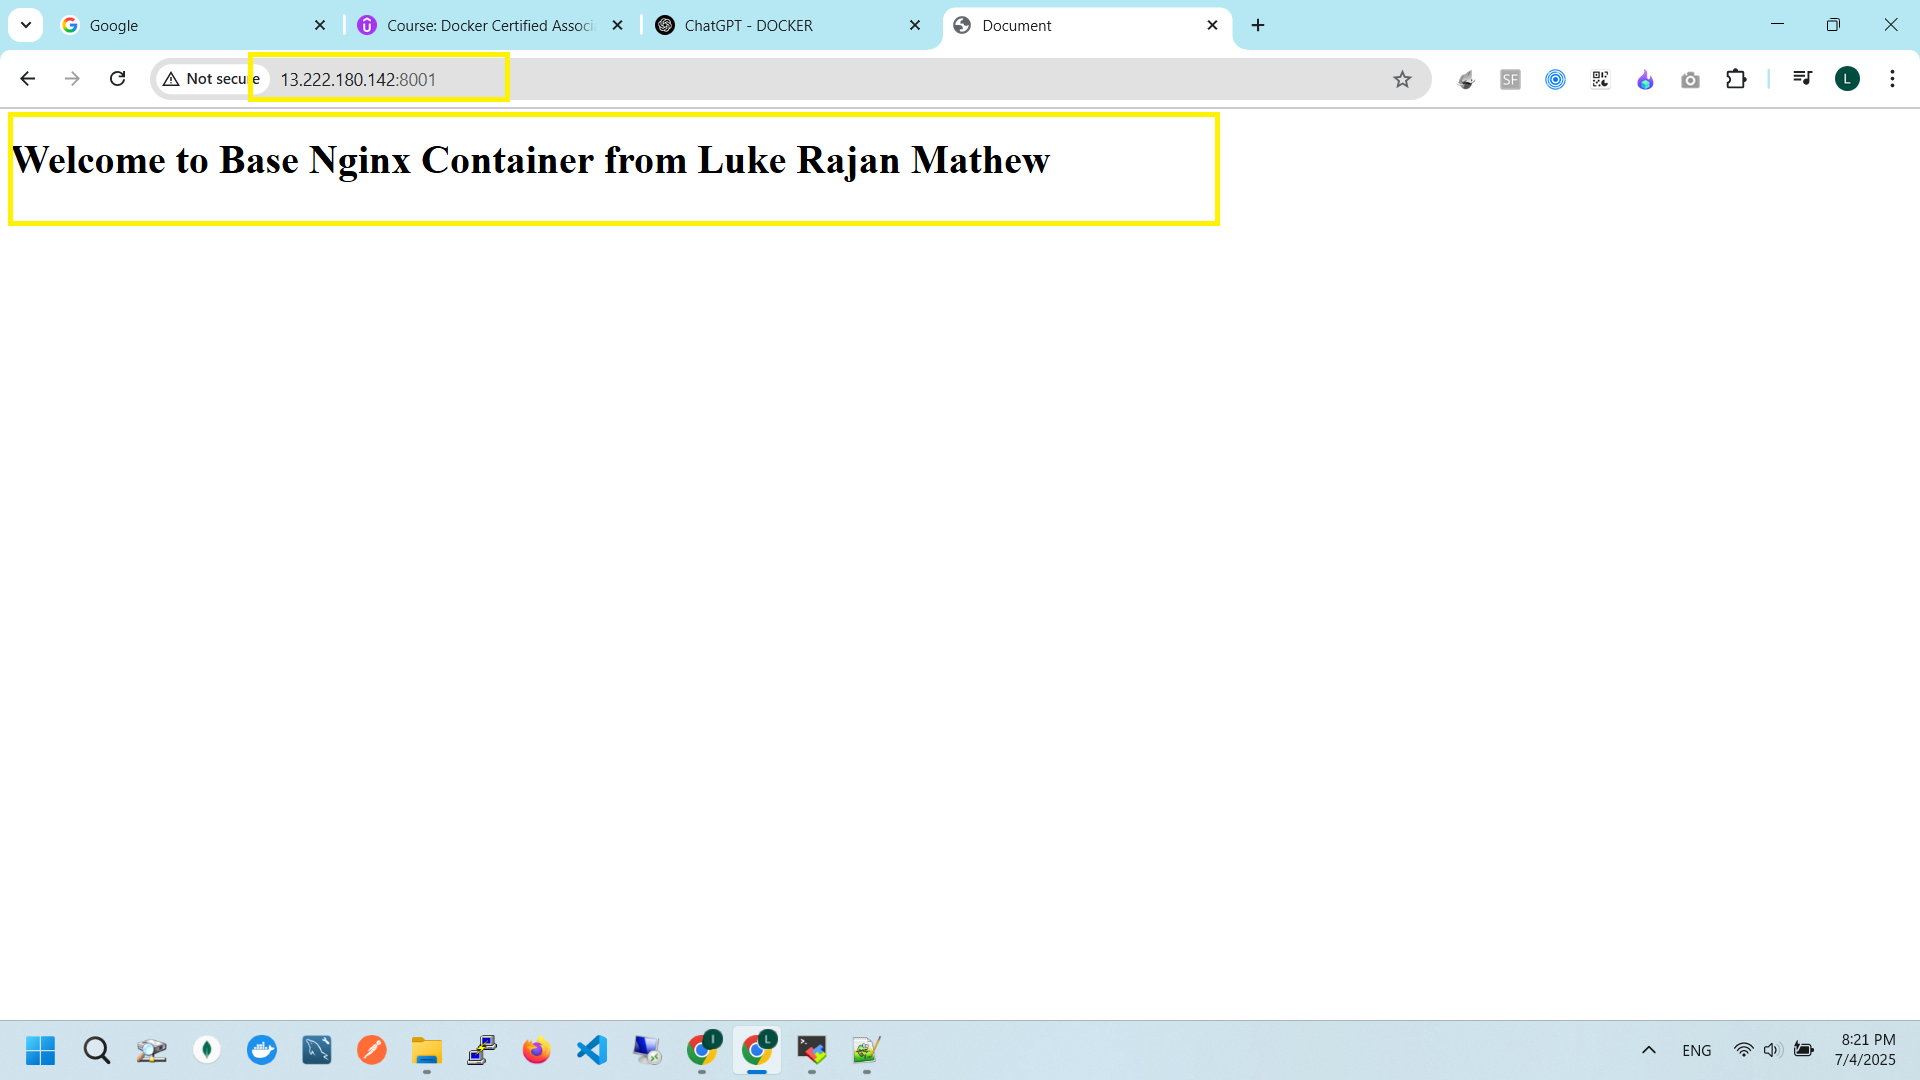 Google
Course: Docker Certified Associ
ChatGPT - DOCKER
Document
Not secure
13.222.180.142:8001
SF
L
Welcome to Base Nginx Container from Luke Rajan Mathew
I
L
ENG
8:21 PM
7/4/2025